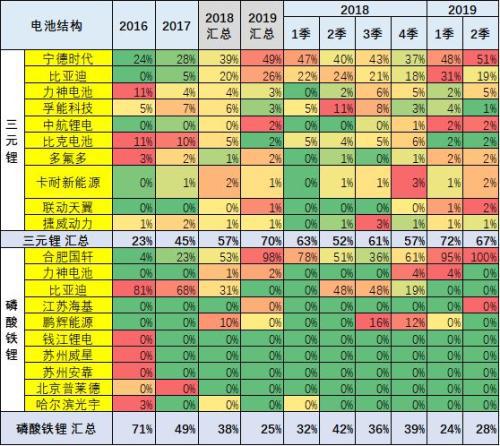 电池结构 2016 2017 2018汇总 2019汇总 2018 2019
1季 2季 3季 4季 1季 2季
三元锂
宁德时代 24% 28% 39% 49% 47% 40% 43% 37% 48% 51%
比亚迪 0% 5% 20% 26% 22% 24% 21% 18% 31% 19%
力神电池 11% 4% 4% 3% 0% 2% 6% 5% 2% 5%
孚能科技 5% 7% 6% 3% 5% 11% 8% 3% 4% 1%
中航锂电 0% 0% 0% 2% 0% 0% 0% 1% 2% 2%
比克电池 11% 10% 5% 2% 5% 4% 5% 6% 2% 2%
多氟多 3% 2% 1% 2% 0% 1% 1% 1% 2% 2%
卡耐新能源 0% 1% 2% 1% 0% 1% 1% 3% 1% 2%
联动天翼 0% 0% 0% 1% 0% 0% 0% 0% 1% 2%
捷威动力 1% 2% 1% 1% 1% 2% 3% 1% 1% 1%
三元锂 汇总 23% 45% 57% 70% 63% 52% 61% 57% 72% 67%
磷酸铁锂
合肥国轩 4% 23% 53% 98% 78% 51% 36% 61% 95% 100%
力神电池 0% 0% 1% 2% 0% 0% 0% 4% 4% 0%
比亚迪 81% 68% 31% 0% 0% 48% 48% 19% 0% 0%
江苏海基 0% 0% 0% 0% 0% 0% 0% 0% 0% 0%
鹏辉能源 0% 0% 10% 0% 0% 0% 16% 12% 0% 0%
钱江锂电 0% 0% 0% 0% 0% 0% 0% 0% 0% 0%
苏州威星 0% 0% 0% 0% 0% 0% 0% 0% 0% 0%
苏州安靠 0% 0% 0% 0% 0% 0% 0% 0% 0% 0%
北京普莱德 0% 0% 0% 0% 0% 0% 0% 0% 0% 0%
哈尔滨光宇 3% 0% 0% 0% 0% 0% 0% 0% 0% 0%
磷酸铁锂 汇总 71% 49% 38% 25% 32% 42% 36% 39% 24% 28%